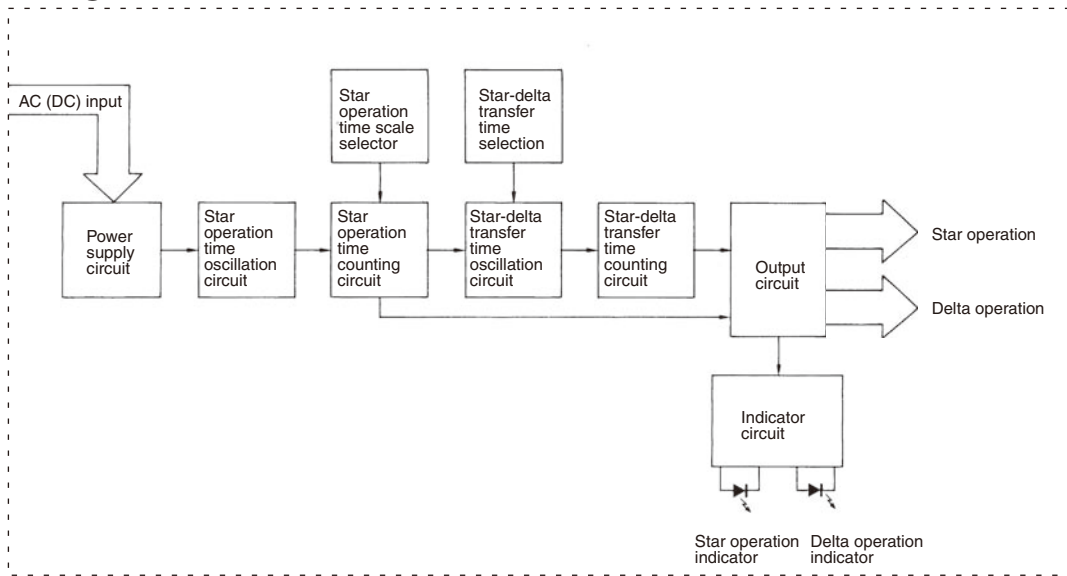 AC (DC) input
Star
operation
time scale
selector
Star-delta
transfer
time
selection
Power
supply
circuit
Star
operation
time
oscillation
circuit
Star
operation
time
counting
circuit
Star-delta
transfer
time
oscillation
circuit
Star-delta
transfer
time
counting
circuit
Output
circuit
Star operation
Delta operation
Indicator
circuit
Star operation
indicator
Delta operation
indicator